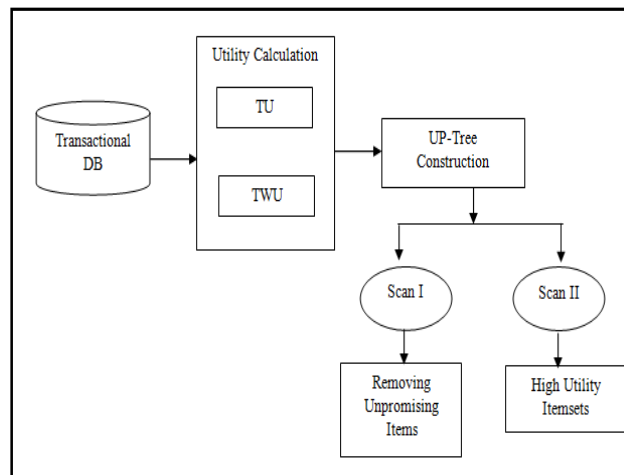 Utility Calculation
TU
TWU
Transactional
DB
UP-Tree
Construction
Scan I
Scan II
Removing
Unpromising
Items
High Utility
Itemsets